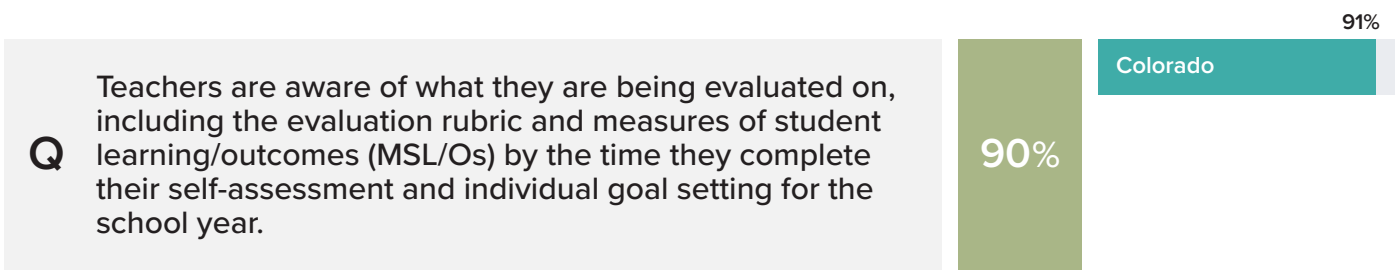 91%
Colorado
Q
Teachers are aware of what they are being evaluated on,
including the evaluation rubric and measures of student
learning/outcomes (MSL/Os) by the time they complete
their self-assessment and individual goal setting for the
school year.
90%